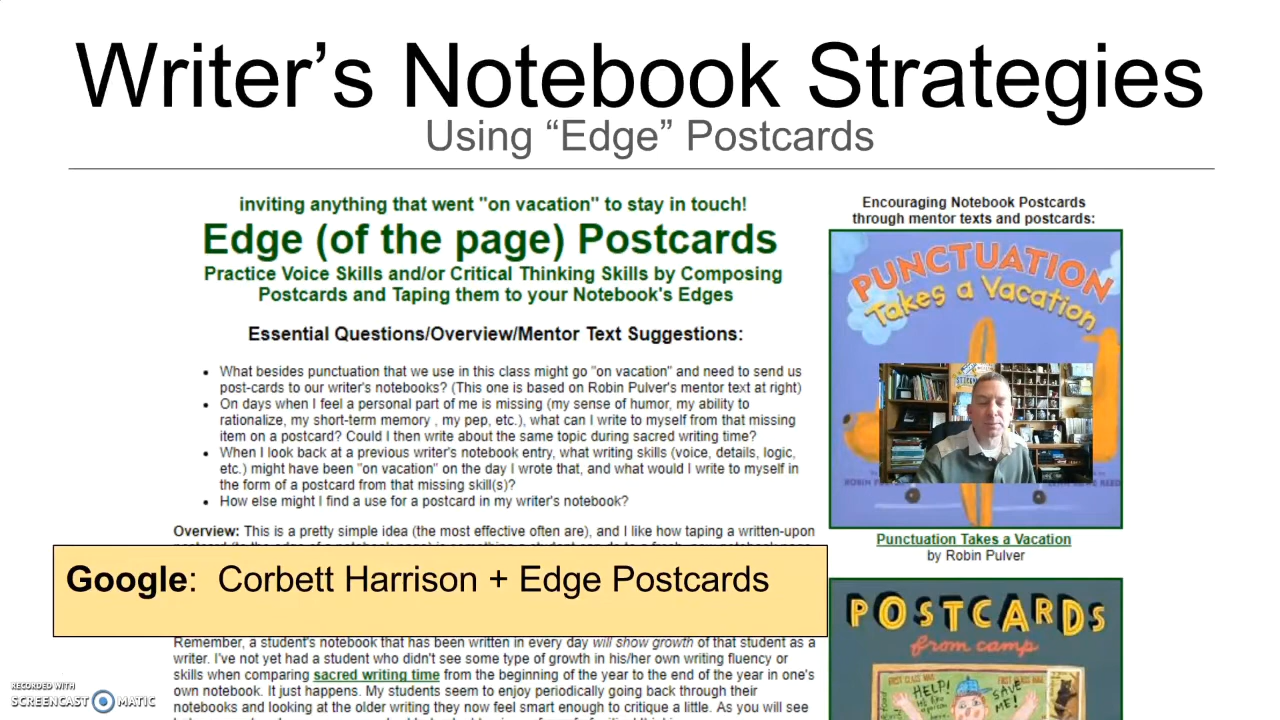 Writer’s Notebook Strategies
Using “Edge” Postcards
inviting anything that went "on vacation" to stay in touch!
Edge (of the page) Postcards
Practice Voice Skills and/or Critical Thinking Skills by Composing
Postcards and Taping them to your Notebook's Edges
Essential Questions/Overview/Mentor Text Suggestions:
• What besides punctuation that we use in this class might go "on vacation" and need to send us
post-cards to our writer's notebooks? (This one is based on Robin Pulver's mentor text at right)
• On days when I feel a personal part of me is missing (my sense of humor, my ability to
rationalize, my short-term memory , my pep, etc.), what can I write to myself from that missing
item on a postcard? Could I then write about the same topic during sacred writing time?
• When I look back at a previous writer's notebook entry, what writing skills (voice, details, logic,
etc.) might have been "on vacation" on the day I wrote that, and what would I write to myself in
the form of a postcard from that missing skill(s)?
• How else might I find a use for a postcard in my writer's notebook?
Overview: This is a pretty simple idea (the most effective often are), and I like how taping a written-upon
Google: Corbett Harrison + Edge Postcards
Remember, a student's notebook that has been written in every day will show growth of that student as a
writer. I've not yet had a student who didn't see some type of growth in his/her own writing fluency or
skills when comparing sacred writing time from the beginning of the year to the end of the year in one's
own notebook. It just happens. My students seem to enjoy periodically going back through their
notebooks and looking at the older writing they now feel smart enough to critique a little. As you will see
Encouraging Notebook Postcards
through mentor texts and postcards:
PUNCTUATION
Takes a Vacation
ROBIN
REED
Punctuation Takes a Vacation
by Robin Pulver
POSTCARDS
from camp
FIRST CLASS MAIL
HELP!
SAVE
ME!
RECORDED WITH
SCREENCAST MATIC